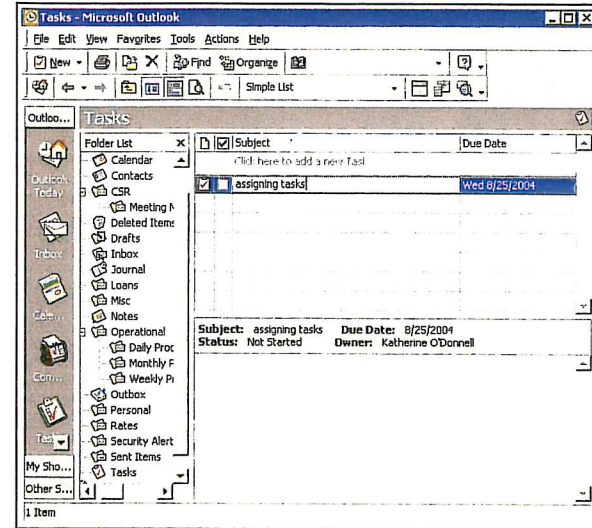 Tasks - Microsoft Outlook
File Edit View Favorites Tools Actions Help
New Find Organize
Simple List
Outloo... Tasks
Folder List
Subject Due Date
Click here to add a new Task
assigning tasks Wed 8/25/2004
Outlook Today
Inbox
Cale...
Con...
Tas
My Sho...
Other S...
Calendar
Contacts
CSR
Meeting M
Deleted Items
Drafts
Inbox
Journal
Loans
Misc
Notes
Operational
Daily Proc
Monthly F
Weekly Pi
Outbox
Personal
Rates
Security Alert
Sent Items
Tasks
Subject: assigning tasks Due Date: 8/25/2004
Status: Not Started Owner: Katherine O'Donnell
1 Item